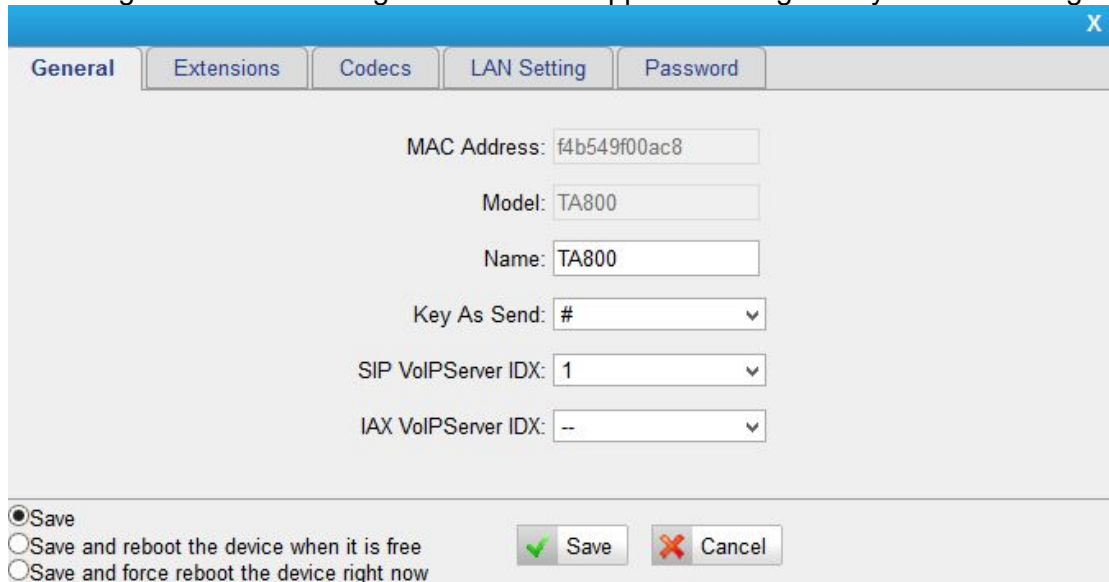 X
General Extensions Codecs LAN Setting Password
MAC Address: f4b549f00ac8
Model: TA800
Name: TA800
Key As Send: #
SIP VoIPServer IDX: 1
IAX VoIPServer IDX: --
Save
Save and reboot the device when it is free
Save and force reboot the device right now
Save Cancel